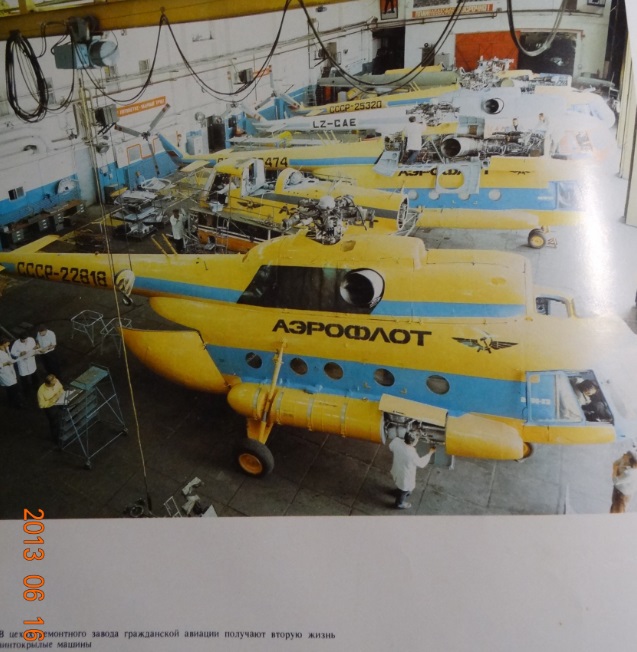 СССР-25320
LZ-CAE
474
АЭРОФЛОТ
СССР-22818
АЭРОФЛОТ
2013 06 16
В цехах ремонтного завода гражданской авиации получают вторую жизнь
винтокрылые машины